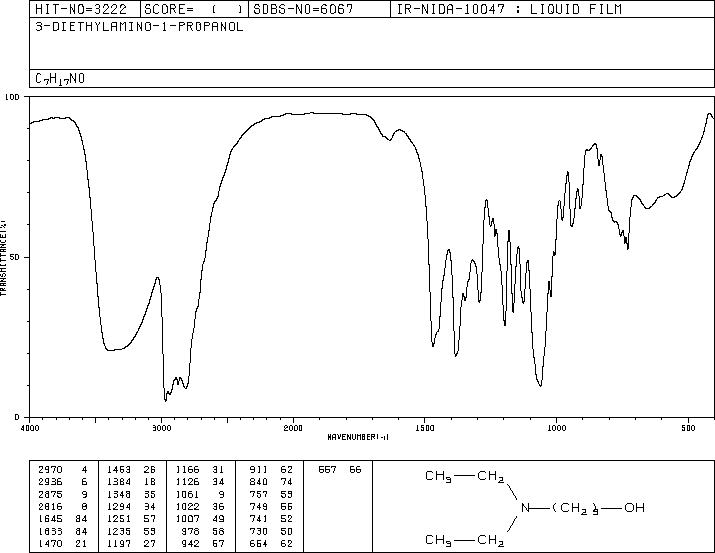 HIT-NO=3222 SCORE= ( ) SDBS-NO=6067 IR-NIDA-10047 : LIQUID FILM
3-DIETHYLAMINO-1-PROPANOL
C7H17NO
100
TRANSMITTANCE(%)
50
0
4000 3000 2000 1500 1000 500
WAVENUMBER(-1)
2970 4 1463 26 1166 31 911 62 667 66
2936 6 1384 18 1126 34 840 74
2875 9 1348 35 1061 9 757 59
2816 8 1294 34 1022 36 749 56
1645 84 1251 57 1007 49 741 52
1633 84 1235 59 978 58 730 50
1470 21 1197 27 942 57 664 62
CH3 CH2
N (CH2)3 OH
CH3 CH2